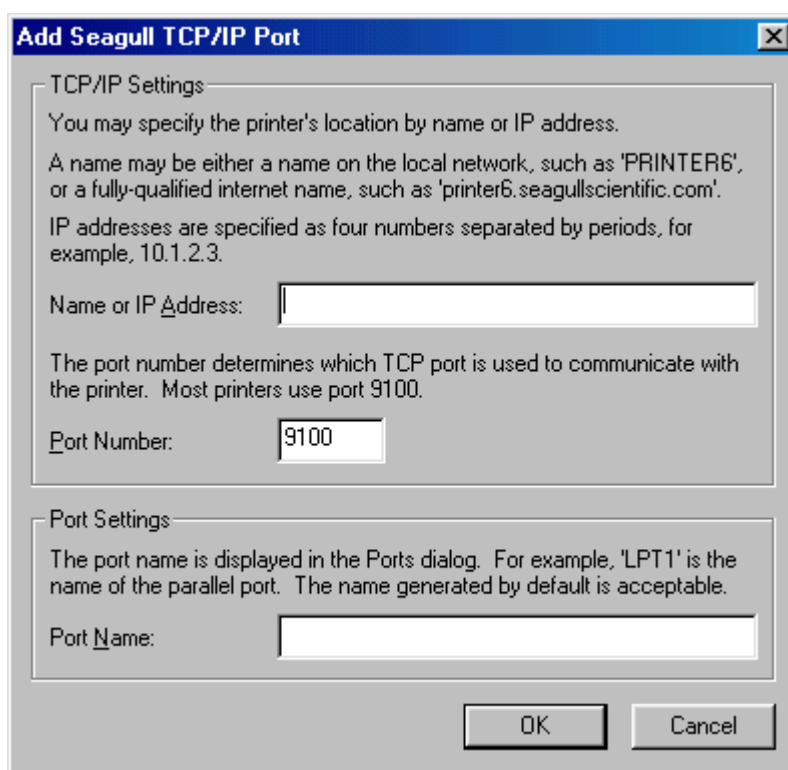 Add Seagull TCP/IP Port
TCP/IP Settings
You may specify the printer's location by name or IP address.
A name may be either a name on the local network, such as 'PRINTER6',
or a fully-qualified internet name, such as 'printer6.seagullscientific.com'.
IP addresses are specified as four numbers separated by periods, for
example, 10.1.2.3.
Name or IP Address:
The port number determines which TCP port is used to communicate with
the printer.  Most printers use port 9100.
Port Number: 9100
Port Settings
The port name is displayed in the Ports dialog.  For example, 'LPT1' is the
name of the parallel port.  The name generated by default is acceptable.
Port Name:
OK Cancel